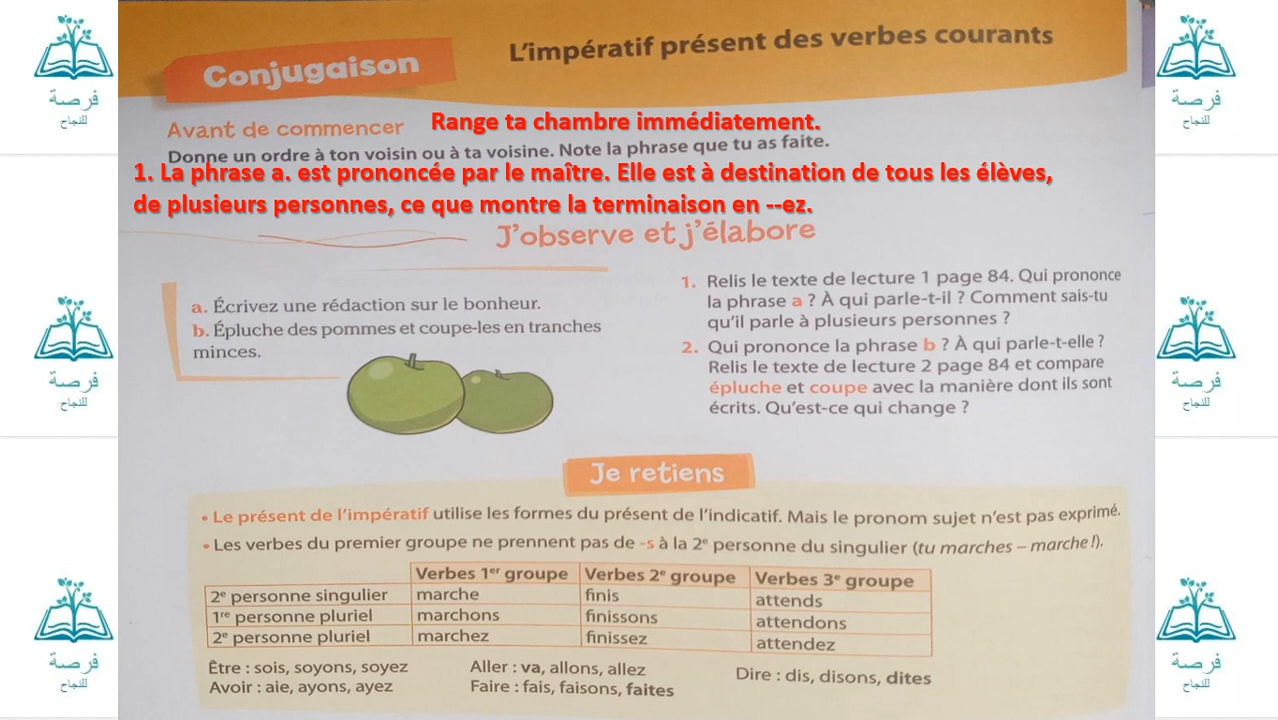 L'impératif présent des verbes courants
Conjugaison
Avant de commencer
Range ta chambre immédiatement.
Donne un ordre à ton voisin ou à ta voisine. Note la phrase que tu as faite.
1. La phrase a. est prononcée par le maître. Elle est à destination de tous les élèves,
de plusieurs personnes, ce que montre la terminaison en --ez.
J'observe et j'élabore
a. Écrivez une rédaction sur le bonheur.
b. Épluche des pommes et coupe-les en tranches
minces.
1. Relis le texte de lecture 1 page 84. Qui prononce
la phrase a ? À qui parle-t-il ? Comment sais-tu
qu'il parle à plusieurs personnes ?
2. Qui prononce la phrase b ? À qui parle-t-elle ?
Relis le texte de lecture 2 page 84 et compare
épluche et coupe avec la manière dont ils sont
écrits. Qu'est-ce qui change ?
Je retiens
• Le présent de l'impératif utilise les formes du présent de l'indicatif. Mais le pronom sujet n'est pas exprimé.
• Les verbes du premier groupe ne prennent pas de -s à la 2e personne du singulier (tu marches – marche !).
Verbes 1er groupe Verbes 2e groupe Verbes 3e groupe
2e personne singulier marche finis attends
1re personne pluriel marchons finissons attendons
2e personne pluriel marchez finissez attendez
Être : sois, soyons, soyez Aller : va, allons, allez Dire : dis, disons, dites
Avoir : aie, ayons, ayez Faire : fais, faisons, faites
فرصة
للنجاح
فرصة
للنجاح
فرصة
للنجاح
فرصة
للنجاح
فرصة
للنجاح
فرصة
للنجاح